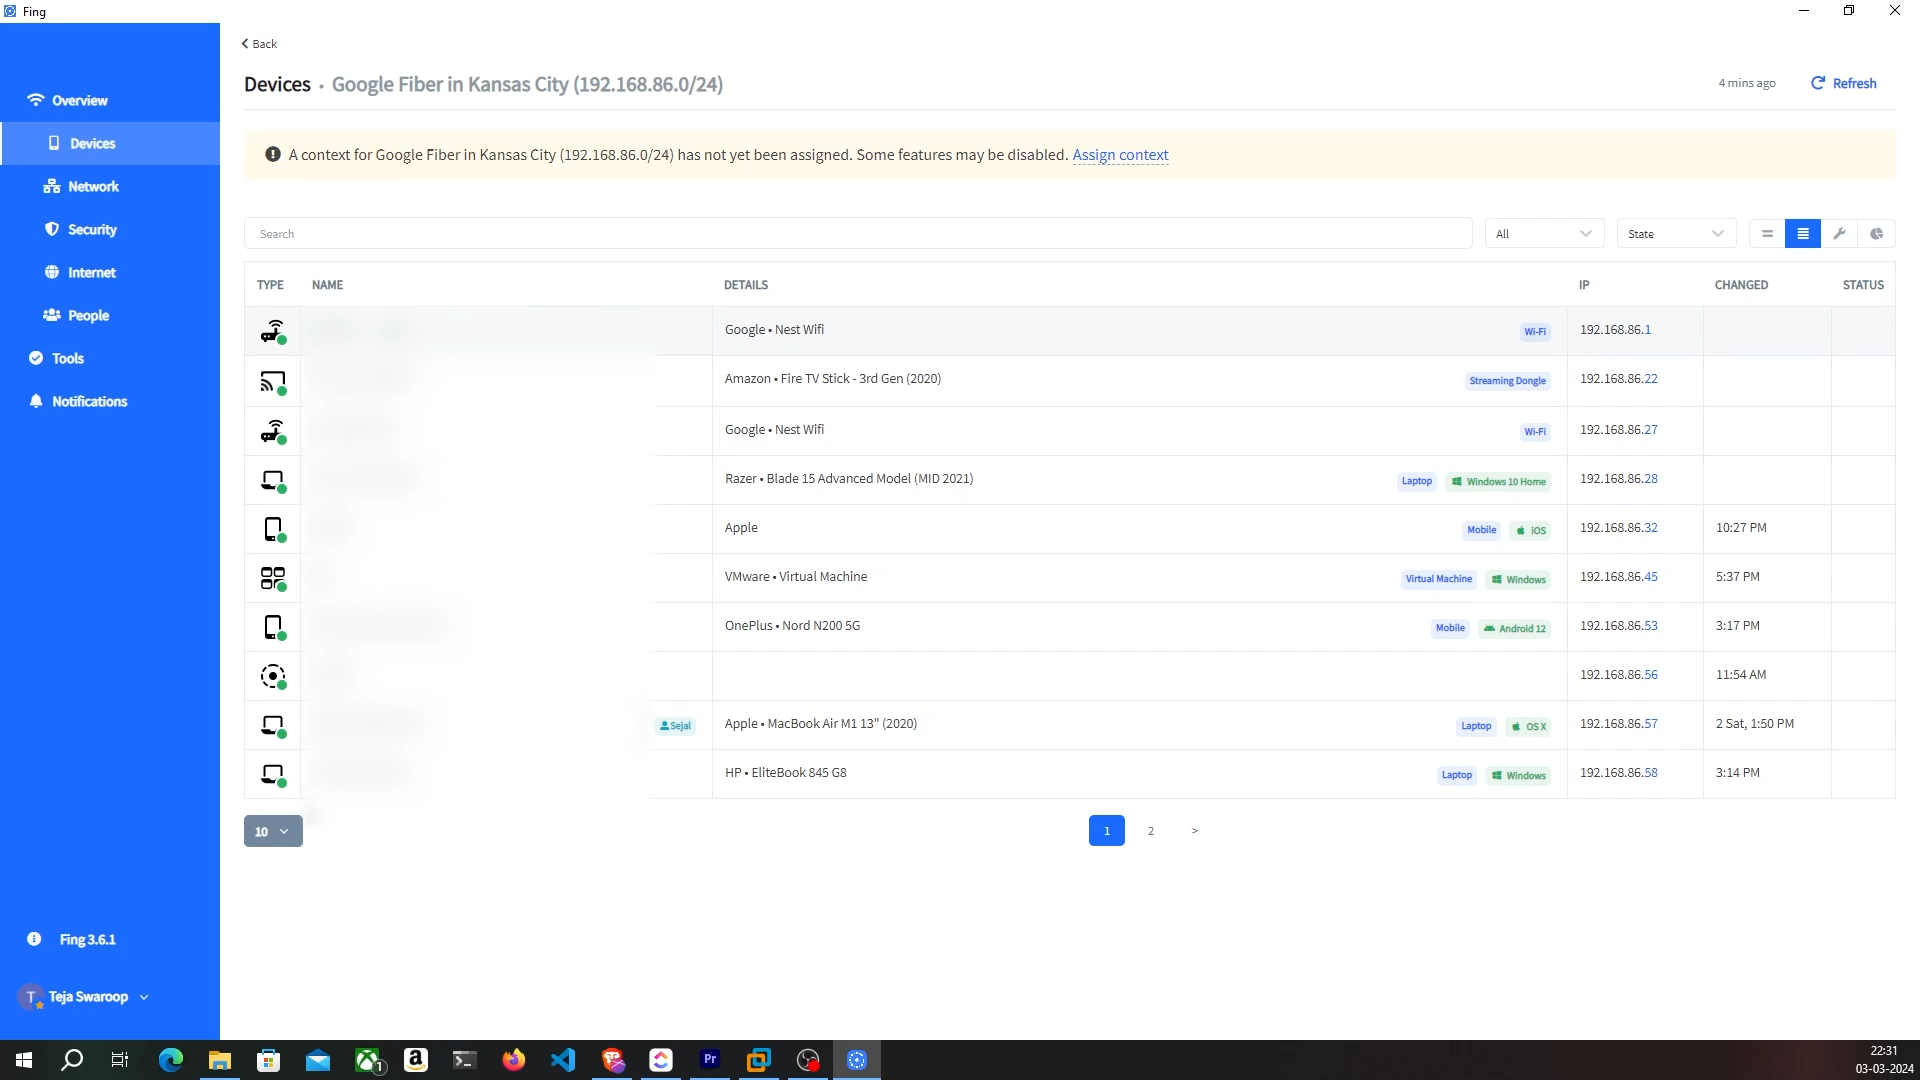 Fing
Back
Devices • Google Fiber in Kansas City (192.168.86.0/24)
4 mins ago
Refresh
Overview
Devices
Network
Security
Internet
People
Tools
Notifications
A context for Google Fiber in Kansas City (192.168.86.0/24) has not yet been assigned. Some features may be disabled. Assign context
Search
All
State
TYPE NAME DETAILS IP CHANGED STATUS
Google • Nest Wifi Wi-Fi 192.168.86.1
Amazon • Fire TV Stick - 3rd Gen (2020) Streaming Dongle 192.168.86.22
Google • Nest Wifi Wi-Fi 192.168.86.27
Razer • Blade 15 Advanced Model (MID 2021) Laptop Windows 10 Home 192.168.86.28
Apple Mobile iOS 192.168.86.32 10:27 PM
VMware • Virtual Machine Virtual Machine Windows 192.168.86.45 5:37 PM
OnePlus • Nord N200 5G Mobile Android 12 192.168.86.53 3:17 PM
192.168.86.56 11:54 AM
Sejal Apple • MacBook Air M1 13" (2020) Laptop OS X 192.168.86.57 2 Sat, 1:50 PM
HP • EliteBook 845 G8 Laptop Windows 192.168.86.58 3:14 PM
10
1 2 >
Fing 3.6.1
T Teja Swaroop
1
a
Pr
22:31
03-03-2024